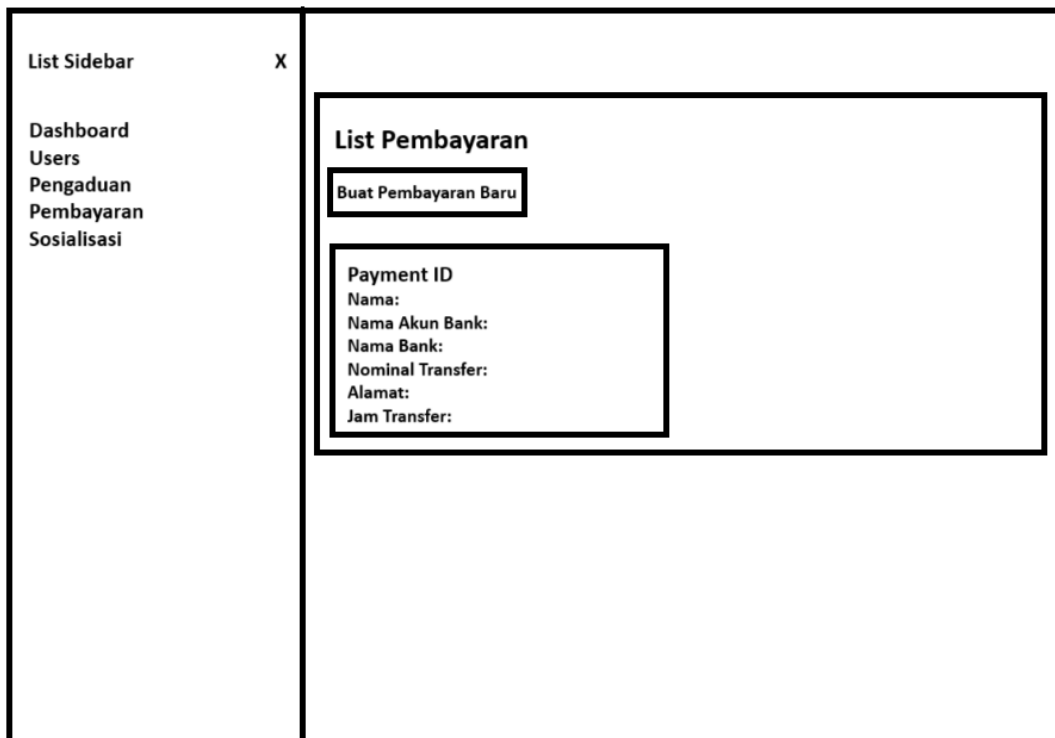 List Sidebar X
Dashboard
Users
Pengaduan
Pembayaran
Sosialisasi
List Pembayaran
Buat Pembayaran Baru
Payment ID
Nama:
Nama Akun Bank:
Nama Bank:
Nominal Transfer:
Alamat:
Jam Transfer: